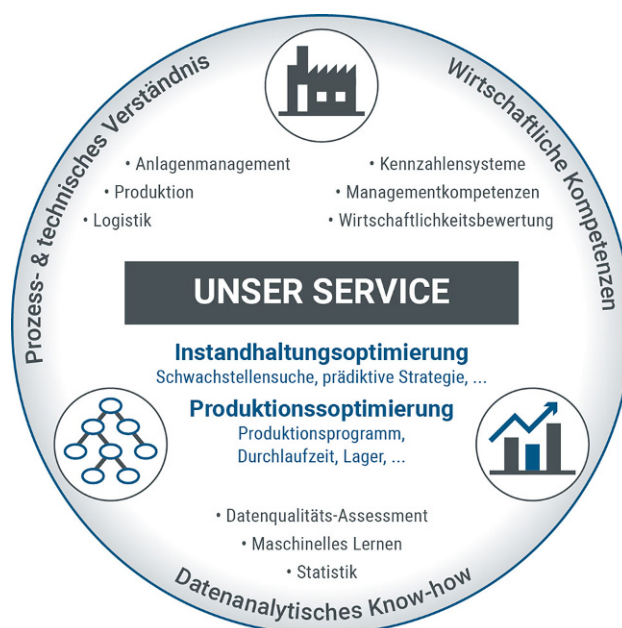 Prozess- & technisches Verständnis
Wirtschaftliche Kompetenzen
• Anlagenmanagement
• Produktion
• Logistik
• Kennzahlensysteme
• Managementkompetenzen
• Wirtschaftlichkeitsbewertung
UNSER SERVICE
Instandhaltungsoptimierung
Schwachstellensuche, prädiktive Strategie, ...
Produktionssoptimierung
Produktionsprogramm,
Durchlaufzeit, Lager, ...
• Datenqualitäts-Assessment
• Maschinelles Lernen
• Statistik
Datenanalytisches Know-how